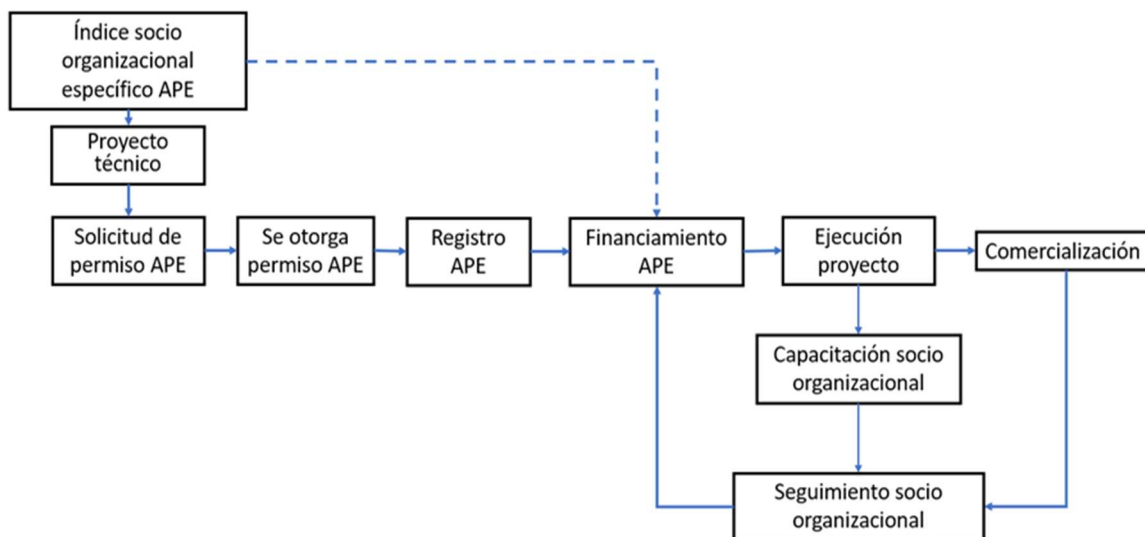 Índice socio
organizacional
específico APE
Proyecto
técnico
Solicitud de
permiso APE
Se otorga
permiso APE
Registro
APE
Financiamiento
APE
Ejecución
proyecto
Comercialización
Capacitación socio
organizacional
Seguimiento socio
organizacional